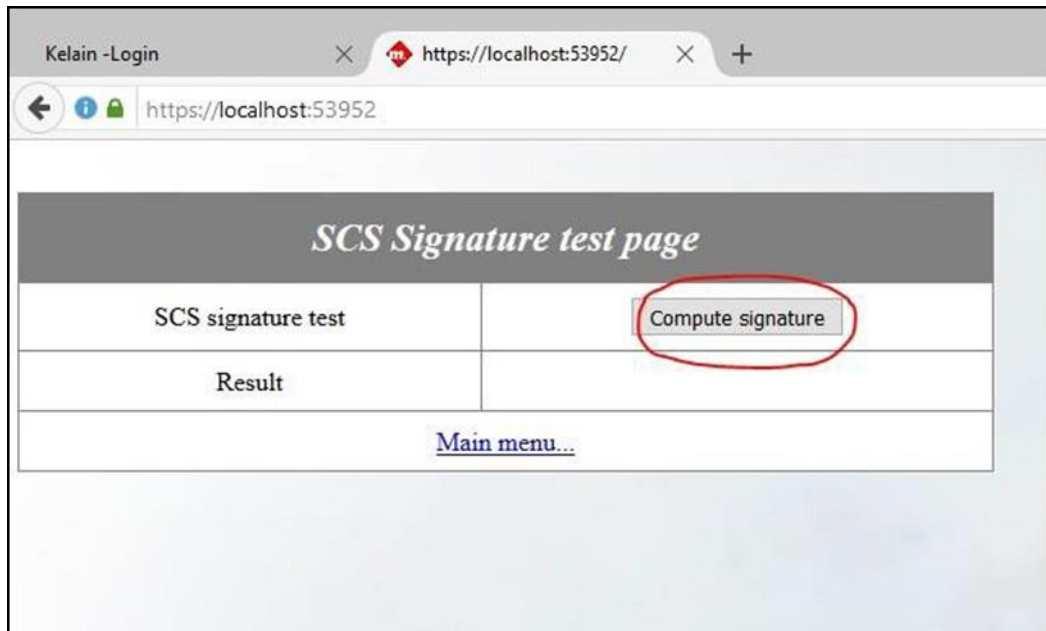 Kelain -Login
https://localhost:53952/
https://localhost:53952
SCS Signature test page
SCS signature test
Compute signature
Result
Main menu...